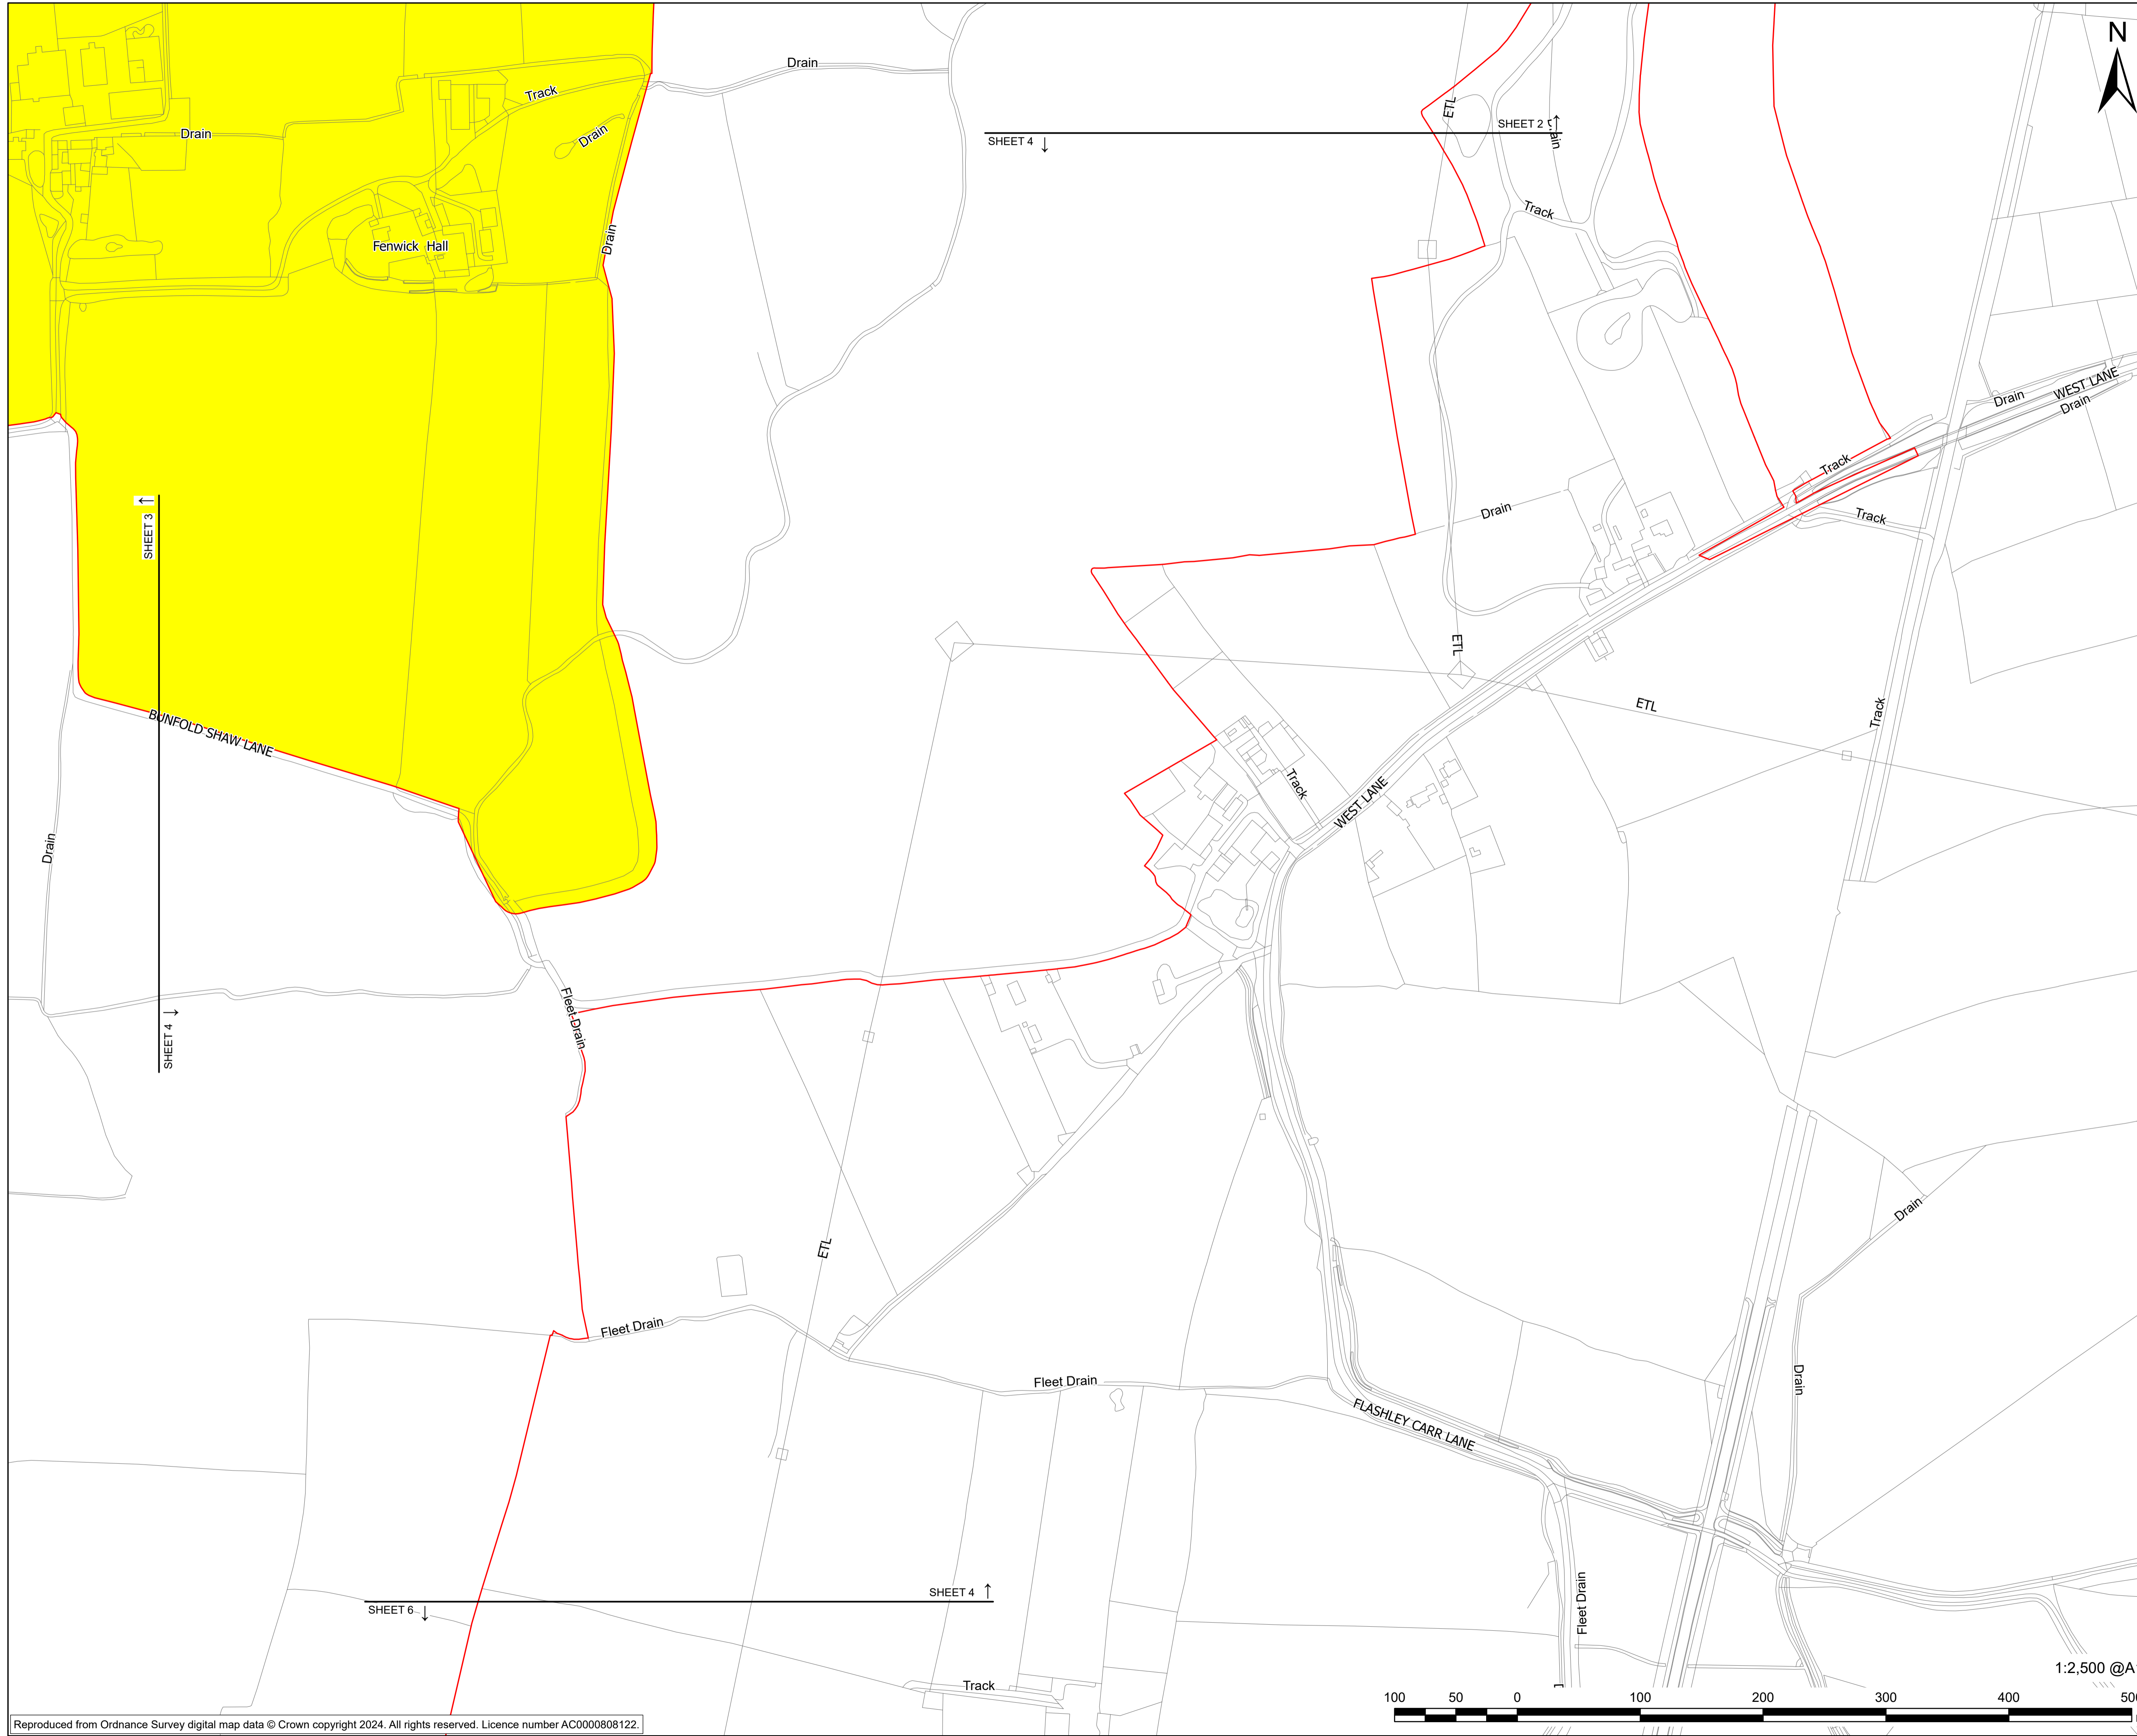 Drain
N
Track
ETL
SHEET 2 ↑
SHEET 4 ↓
Drain
Drain
Track
Fenwick Hall
Drain
WEST LANE
Drain
Drain
Track
SHEET 3
Drain
Track
ETL
ETL
Track
BUNFOLD SHAW LANE
Track
WEST LANE
Drain
SHEET 4
Fleet Drain
Drain
ETL
Fleet Drain
Fleet Drain
Drain
FLASHLEY CARR LANE
SHEET 4 ↑
SHEET 6 ↓
Fleet Drain
1:2,500 @A
Track
100 50 0 100 200 300 400
Reproduced from Ordnance Survey digital map data © Crown copyright 2024. All rights reserved. Licence number AC0000808122.